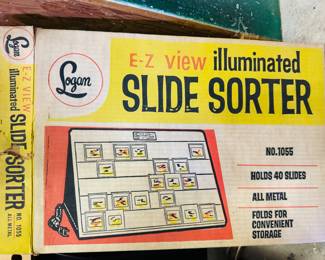 Logan
E-Z VIEW
illuminated
SLIDE SORTER
NO. 1055
ALL METAL
Logan
E-Z view illuminated
SLIDE SORTER
NO. 1055
HOLDS 40 SLIDES
ALL METAL
FOLDS FOR
CONVENIENT
STORAGE